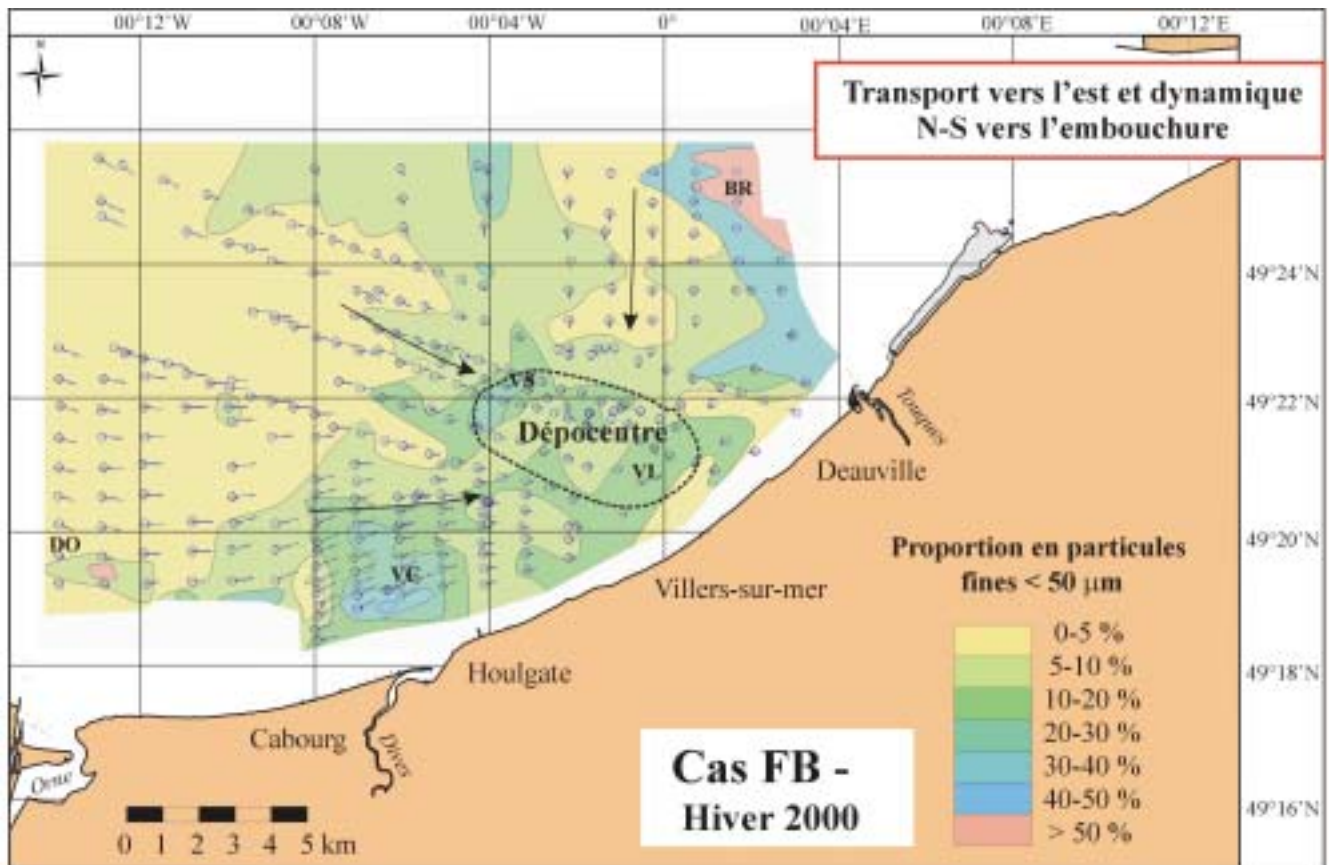 00°12'W 00°08'W 00°04'W 0° 00°04'E 00°08'E 00°12'E
N
Transport vers l'est et dynamique
N-S vers l'embouchure
BR
49°24'N
VS
49°22'N
Dépocentre
Touques
VL
Deauville
DO
49°20'N
Proportion en particules
fines < 50 µm
VC
Villers-sur-mer
0-5 %
5-10 %
49°18'N
Houlgate
10-20 %
20-30 %
Cabourg
Dives
Cas FB -
30-40 %
Orne
40-50 %
49°16'N
Hiver 2000
> 50 %
0 1 2 3 4 5 km